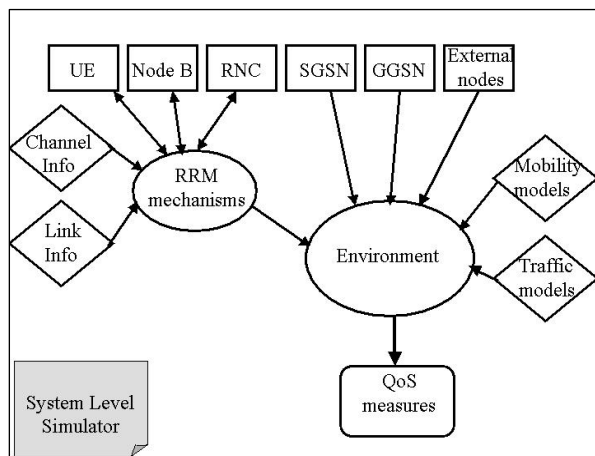 UE
Node B
RNC
SGSN
GGSN
External
nodes
Channel
Info
RRM
mechanisms
Mobility
models
Link
Info
Environment
Traffic
models
QoS
measures
System Level
Simulator